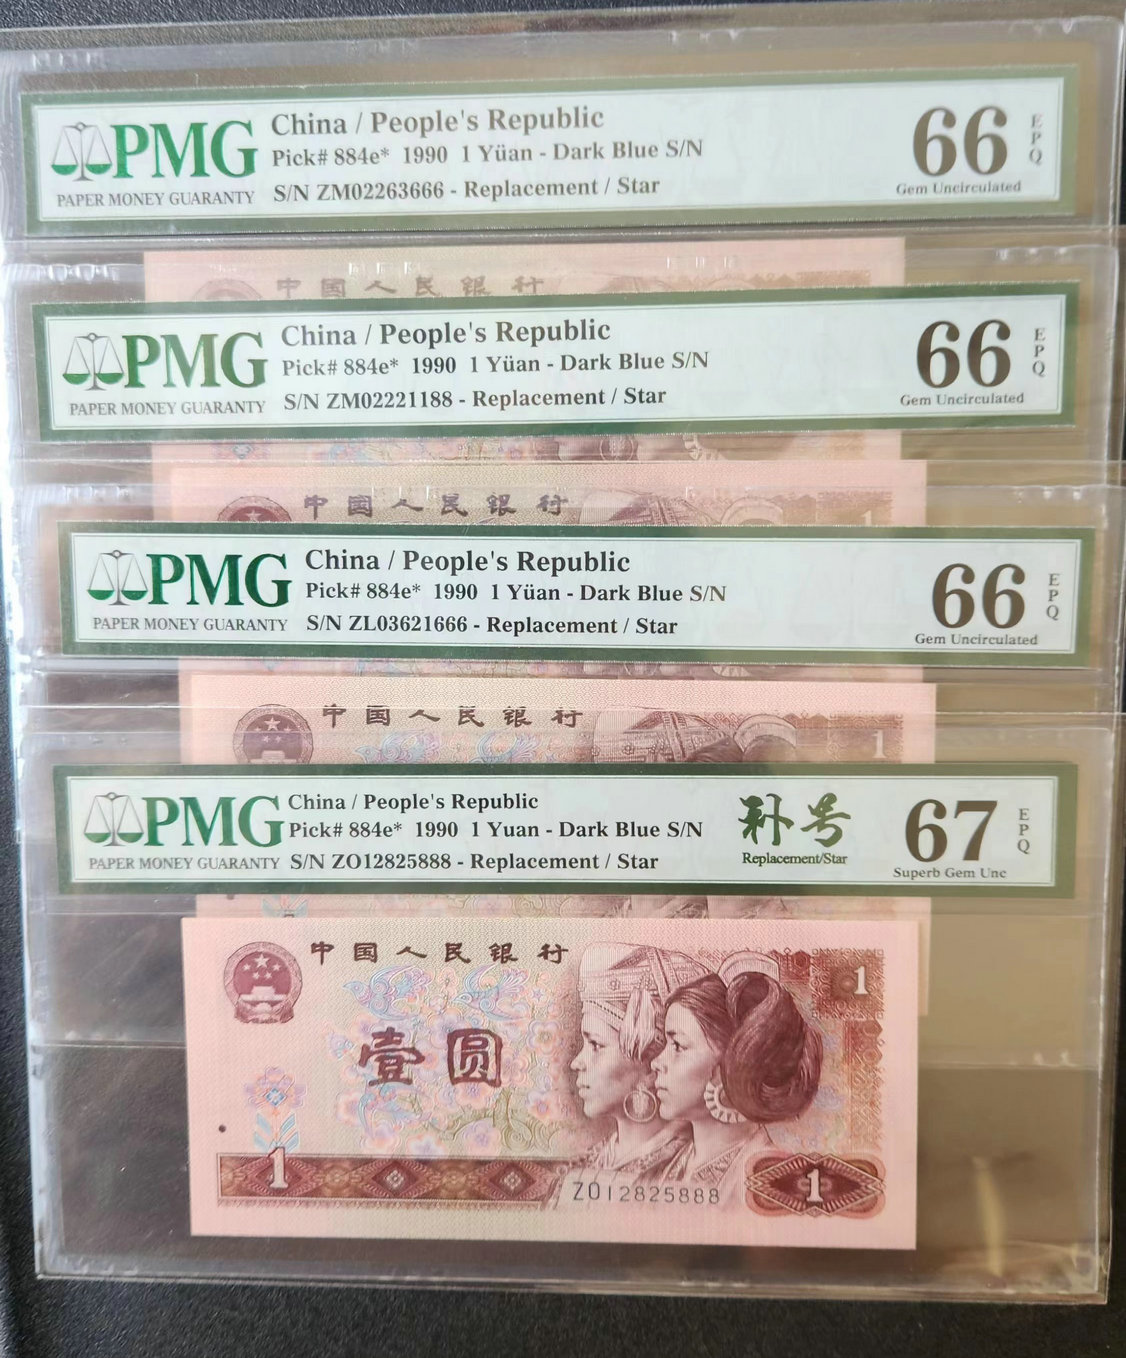 PMG
PAPER MONEY GUARANTY
China / People's Republic
Pick# 884e* 1990 1 Yüan - Dark Blue S/N
S/N ZM02263666 - Replacement / Star
66
EPQ
Gem Uncirculated
中国人民银行
PMG
PAPER MONEY GUARANTY
China / People's Republic
Pick# 884e* 1990 1 Yüan - Dark Blue S/N
S/N ZM02221188 - Replacement / Star
66
EPQ
Gem Uncirculated
中国人民银行
1
PMG
PAPER MONEY GUARANTY
China / People's Republic
Pick# 884e* 1990 1 Yüan - Dark Blue S/N
S/N ZL03621666 - Replacement / Star
66
EPQ
Gem Uncirculated
中国人民银行
1
PMG
PAPER MONEY GUARANTY
China / People's Republic
Pick# 884e* 1990 1 Yuan - Dark Blue S/N
S/N ZO12825888 - Replacement / Star
补号
Replacement/Star
67
EPQ
Superb Gem Unc
中国人民银行
1
壹圆
1
ZO12825888
1